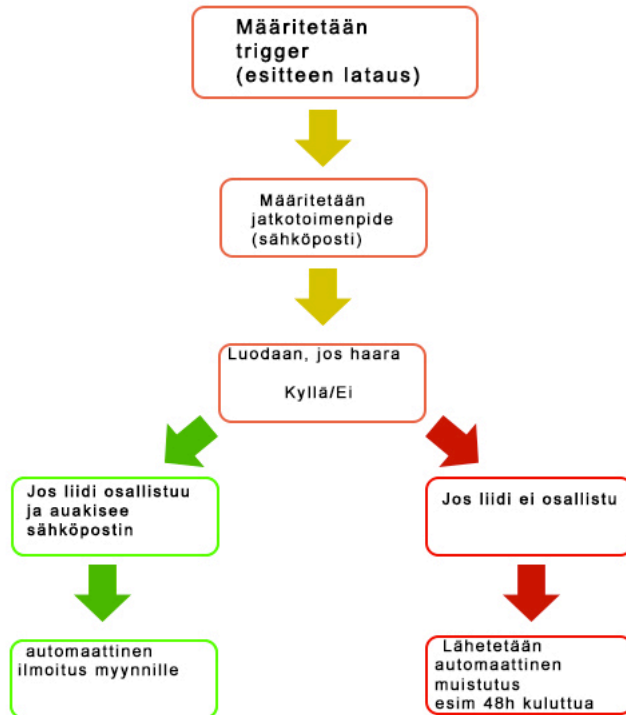 Määritetään
trigger
(esitteen lataus)
Määritetään
jatkotoimenpide
(sähköposti)
Luodaan, jos haara
Kyllä/Ei
Jos liidi osallistuu
ja auakisee
sähköpostin
Jos liidi ei osallistu
automaattinen
ilmoitus myynnille
Lähetetään
automaattinen
muistutus
esim 48h kuluttua